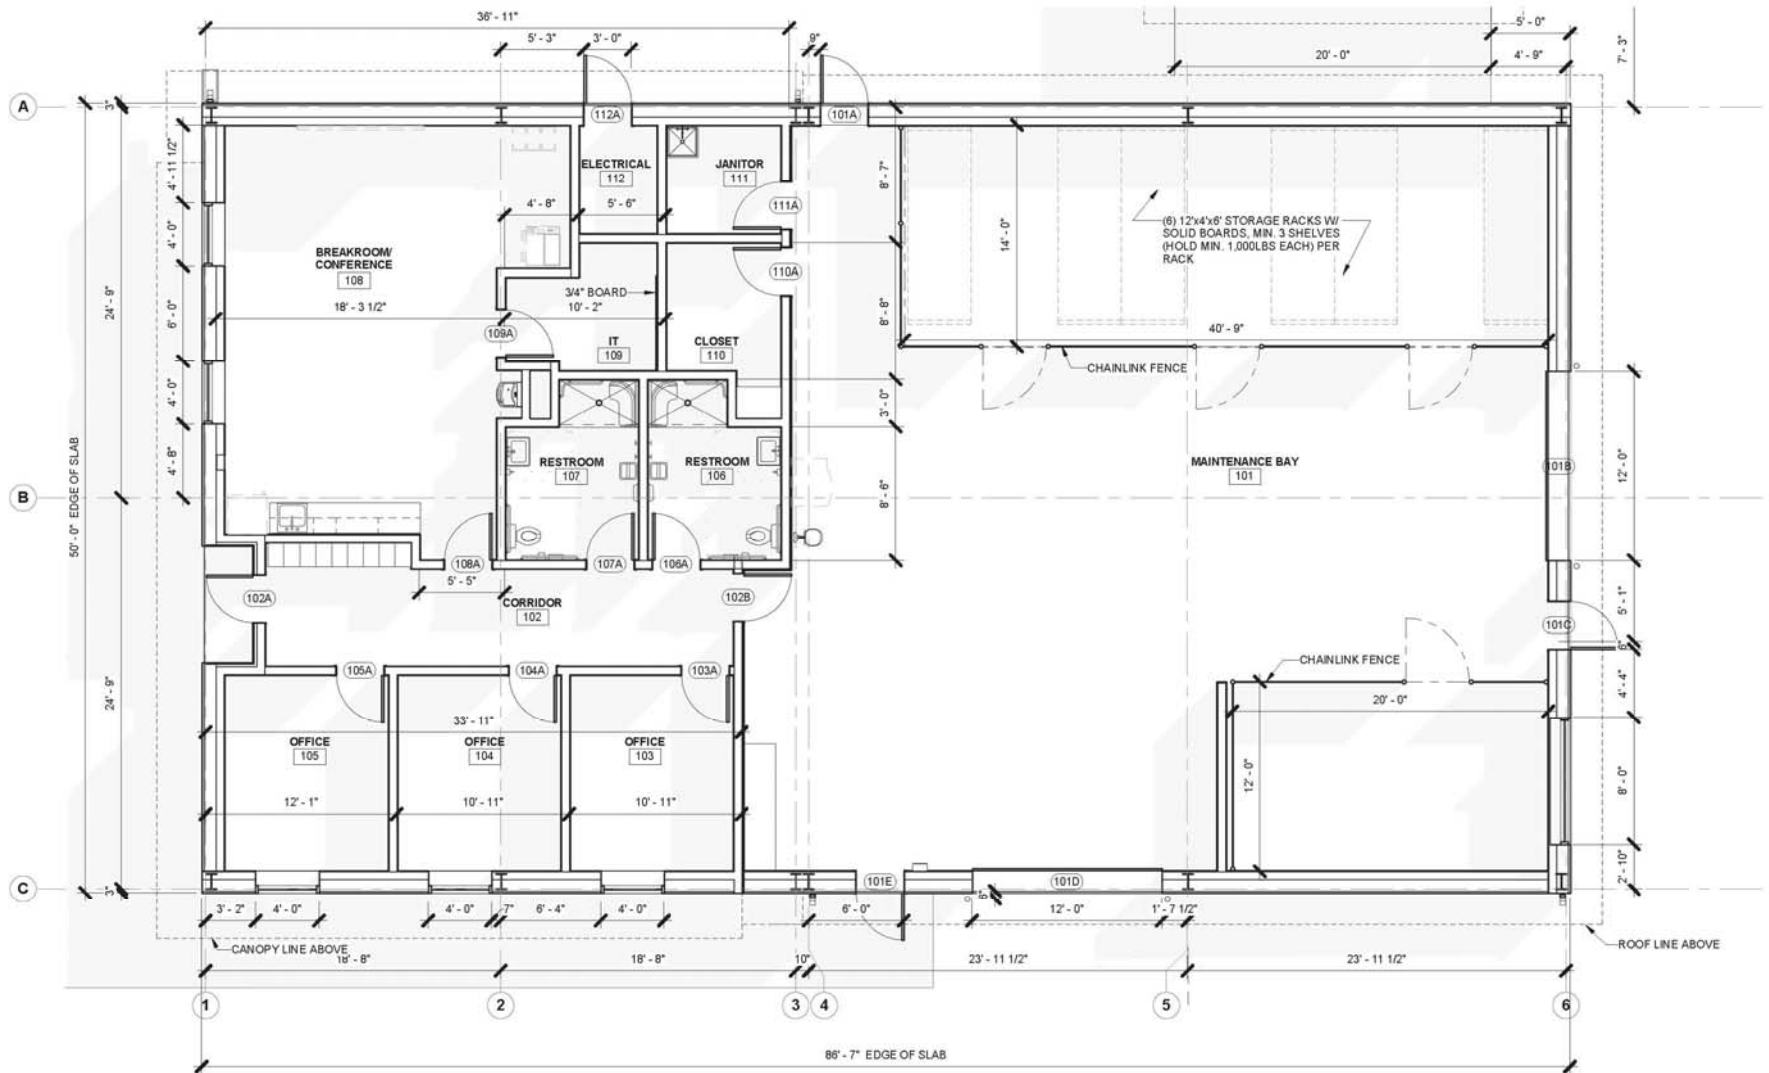 36' - 11"
5' - 3"
3' - 0"
9"
5' - 0"
20' - 0"
4' - 9"
7' - 3"
A
3"
112A
101A
4' - 11 1/2"
ELECTRICAL
112
JANITOR
111
8' - 7"
111A
4' - 8"
5' - 6"
14' - 0"
(6) 12'x4'x6' STORAGE RACKS W/
SOLID BOARDS, MIN. 3 SHELVES
(HOLD MIN. 1,000LBS EACH) PER
RACK
4' - 0"
BREAKROOM/
CONFERENCE
108
110A
24' - 9"
3/4" BOARD
18' - 3 1/2"
10' - 2"
6' - 0"
8' - 8"
40' - 9"
109A
IT
109
CLOSET
110
CHAINLINK FENCE
4' - 0"
3' - 0"
50' - 0" EDGE OF SLAB
4' - 8"
RESTROOM
107
RESTROOM
106
MAINTENANCE BAY
101
101B
12' - 0"
B
8' - 6"
108A
107A
106A
5' - 5"
102A
CORRIDOR
102
102B
5' - 1"
101C
6"
105A
104A
103A
CHAINLINK FENCE
20' - 0"
4' - 4"
24' - 9"
33' - 11"
OFFICE
105
OFFICE
104
OFFICE
103
12' - 0"
8' - 0"
12' - 1"
10' - 11"
10' - 11"
2' - 10"
C
3"
101E
101D
6"
3' - 2"
4' - 0"
4' - 0"
7"
6' - 4"
4' - 0"
6' - 0"
12' - 0"
1' - 7 1/2"
CANOPY LINE ABOVE
ROOF LINE ABOVE
18' - 8"
18' - 8"
10"
23' - 11 1/2"
23' - 11 1/2"
1
2
3
4
5
6
86' - 7" EDGE OF SLAB